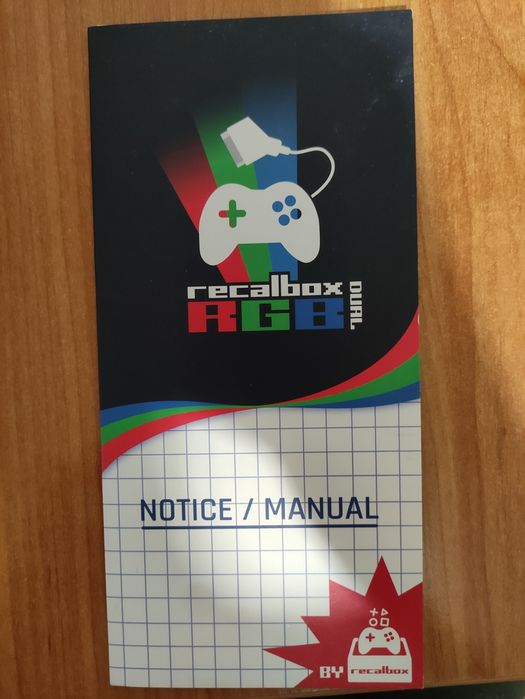 recalbox
RGB DUAL
NOTICE / MANUAL
BY recalbox